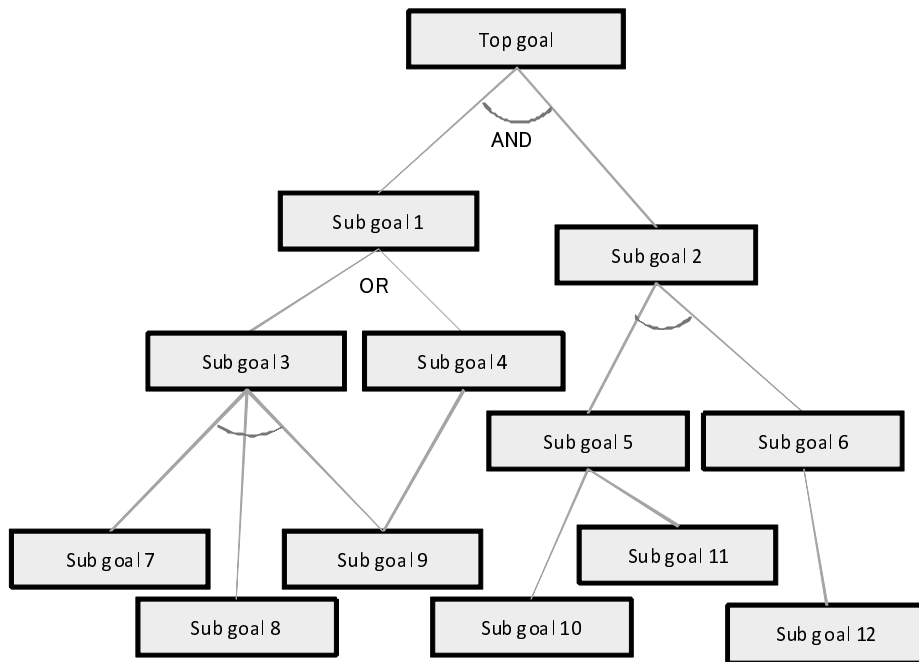 Top goal
AND
Sub goal 1
Sub goal 2
OR
Sub goal 3
Sub goal 4
Sub goal 5
Sub goal 6
Sub goal 7
Sub goal 9
Sub goal 11
Sub goal 8
Sub goal 10
Sub goal 12